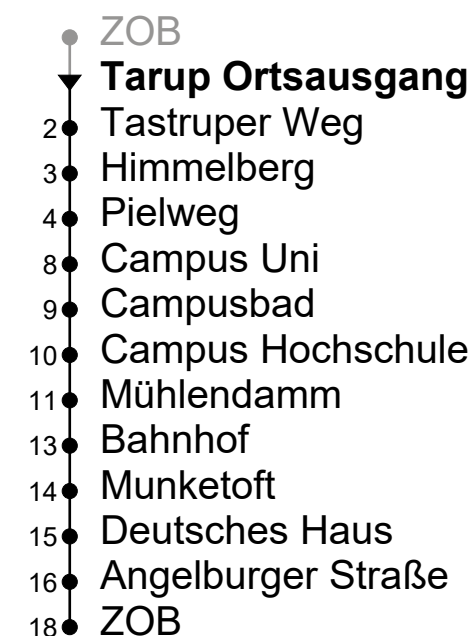 ZOB
Tarup Ortsausgang
2 Tastruper Weg
3 Himmelberg
4 Pielweg
8 Campus Uni
9 Campusbad
10 Campus Hochschule
11 Mühlendamm
13 Bahnhof
14 Munketoft
15 Deutsches Haus
16 Angelburger Straße
18 ZOB